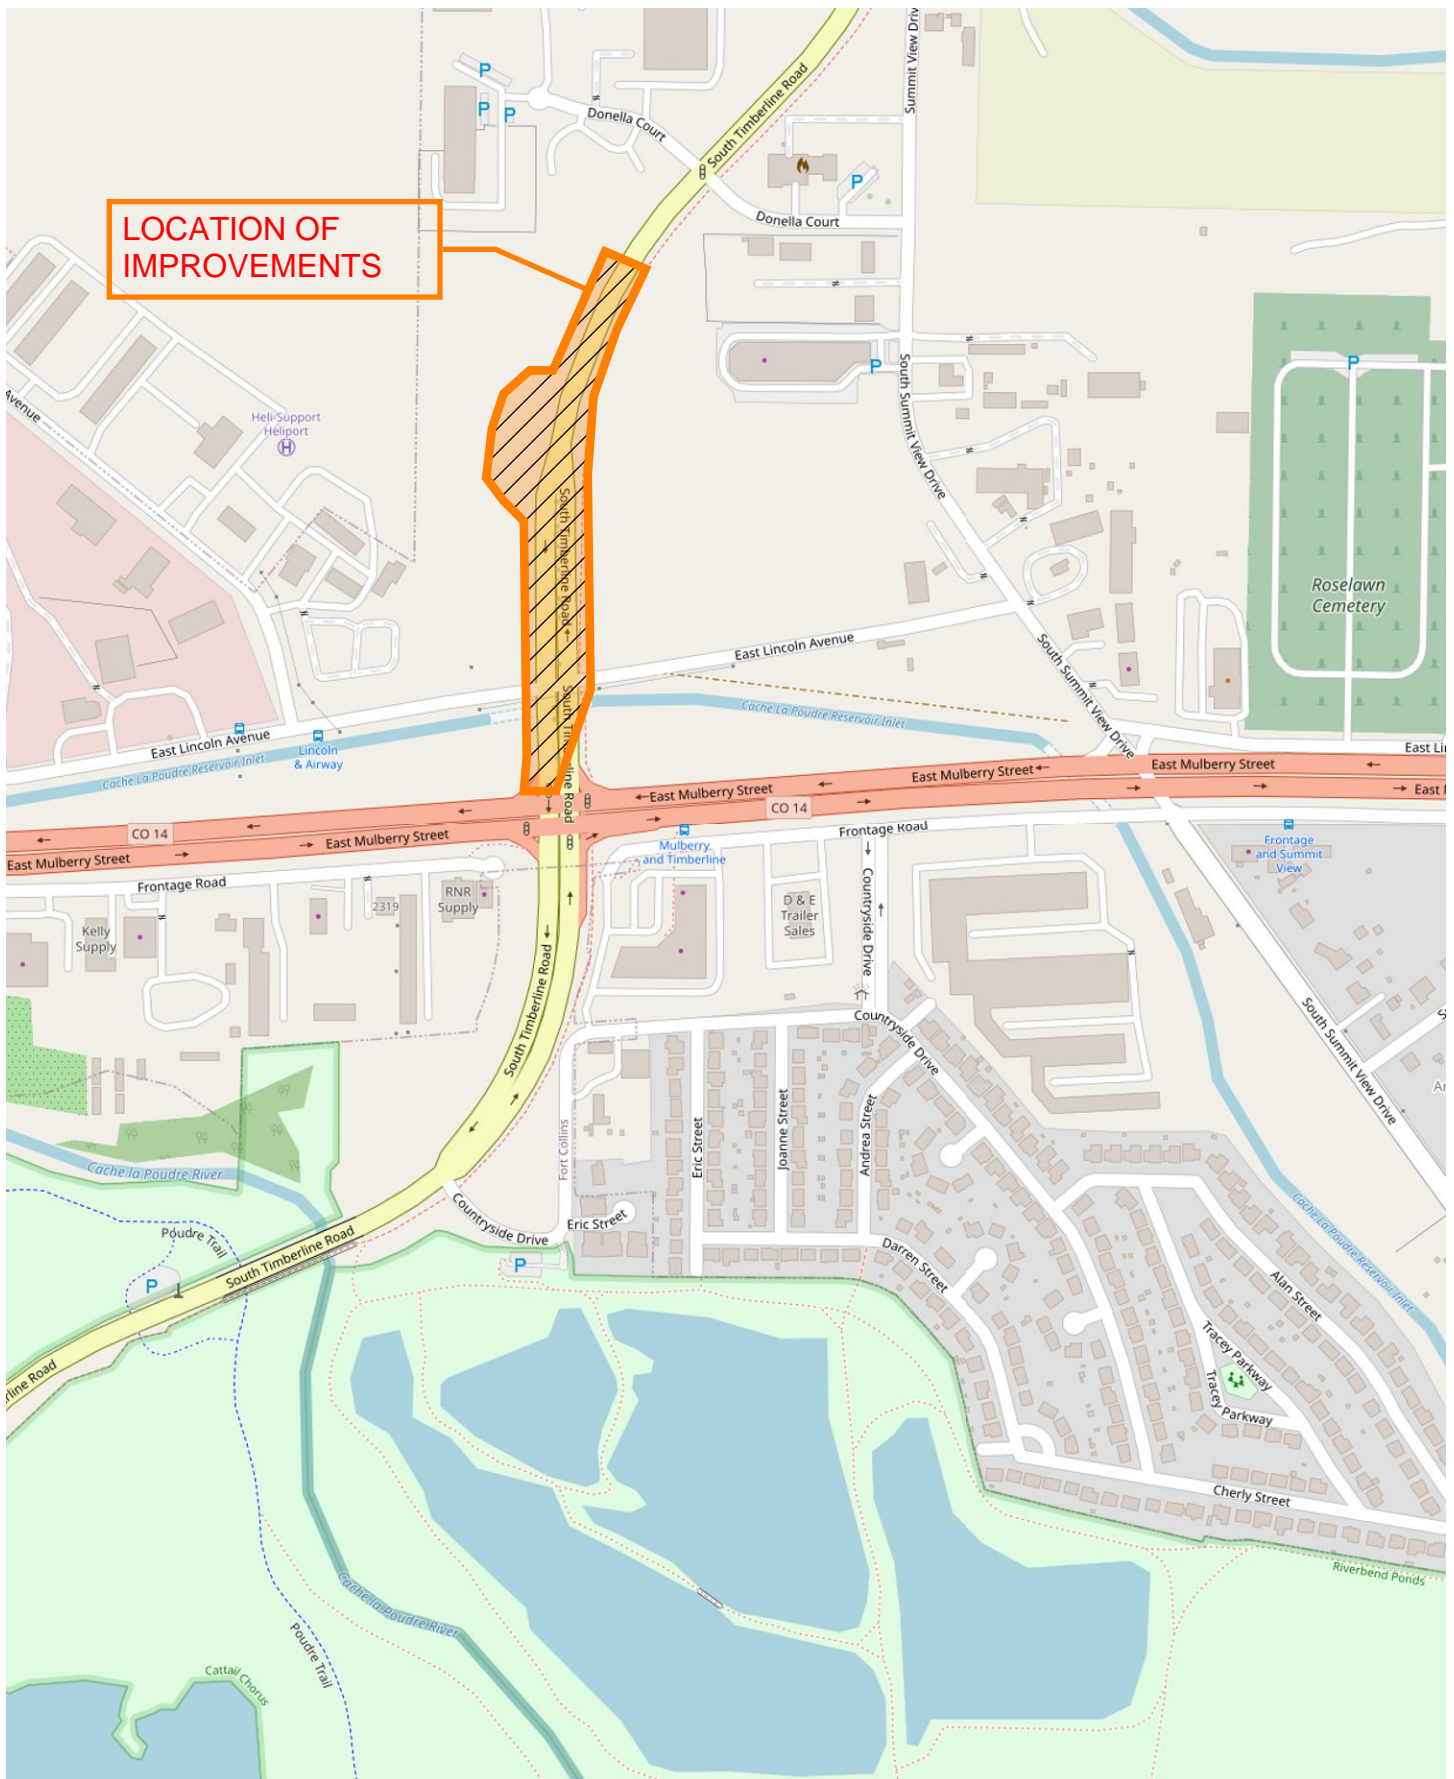 Summit View Driv
South Timberline Road
Donella Court
P
P
P
P
Donella Court
LOCATION OF
IMPROVEMENTS
South Summit View Drive
P
P
Avenue
Heli-Support
Heliport
H
South Timberline Road
Roselawn
Cemetery
East Lincoln Avenue
South Summit View Drive
Cache La Poudre Reservoir Inlet
East Lincoln Avenue
Lincoln
& Airway
Cache La Poudre Reservoir Inlet
South Tim
line Road
East Li
East Mulberry Street
East Mulberry Street
East Mulberry Street
CO 14
East
CO 14
East Mulberry Street
East Mulberry Street
Frontage Road
Mulberry
and Timberline
Frontage
and Summit
View
Frontage Road
RNR
Supply
2319
Kelly
Supply
D & E
Trailer
Sales
Countryside Drive
South Timberline Road
Countryside Drive
South Summit View Drive
S
Ar
Eric Street
Joanne Street
Andrea Street
Fort Collins
Cache la Poudre River
Countryside Drive
Eric Street
Poudre Trail
South Timberline Road
P
P
Darren Street
Cache La Poudre Reservoir Inlet
Alan Street
Tracey Parkway
Tracey Parkway
rline Road
Cherly Street
Riverbend Ponds
Cache la Poudre River
Poudre Trail
Cattail Chorus